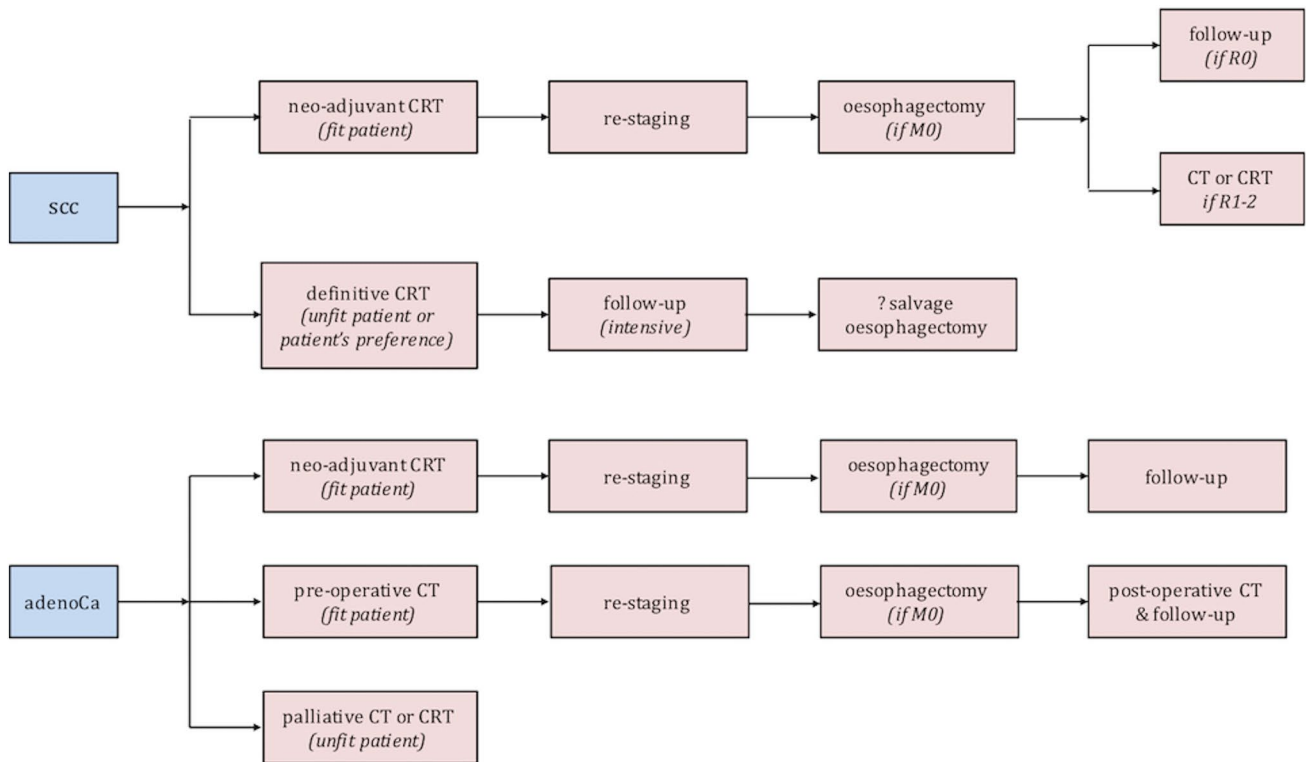 scc
neo-adjuvant CRT
(fit patient)
re-staging
oesophagectomy
(if M0)
follow-up
(if R0)
CT or CRT
if R1-2
definitive CRT
(unfit patient or
patient's preference)
follow-up
(intensive)
? salvage
oesophagectomy
adenoCa
neo-adjuvant CRT
(fit patient)
re-staging
oesophagectomy
(if M0)
follow-up
pre-operative CT
(fit patient)
re-staging
oesophagectomy
(if M0)
post-operative CT
& follow-up
palliative CT or CRT
(unfit patient)